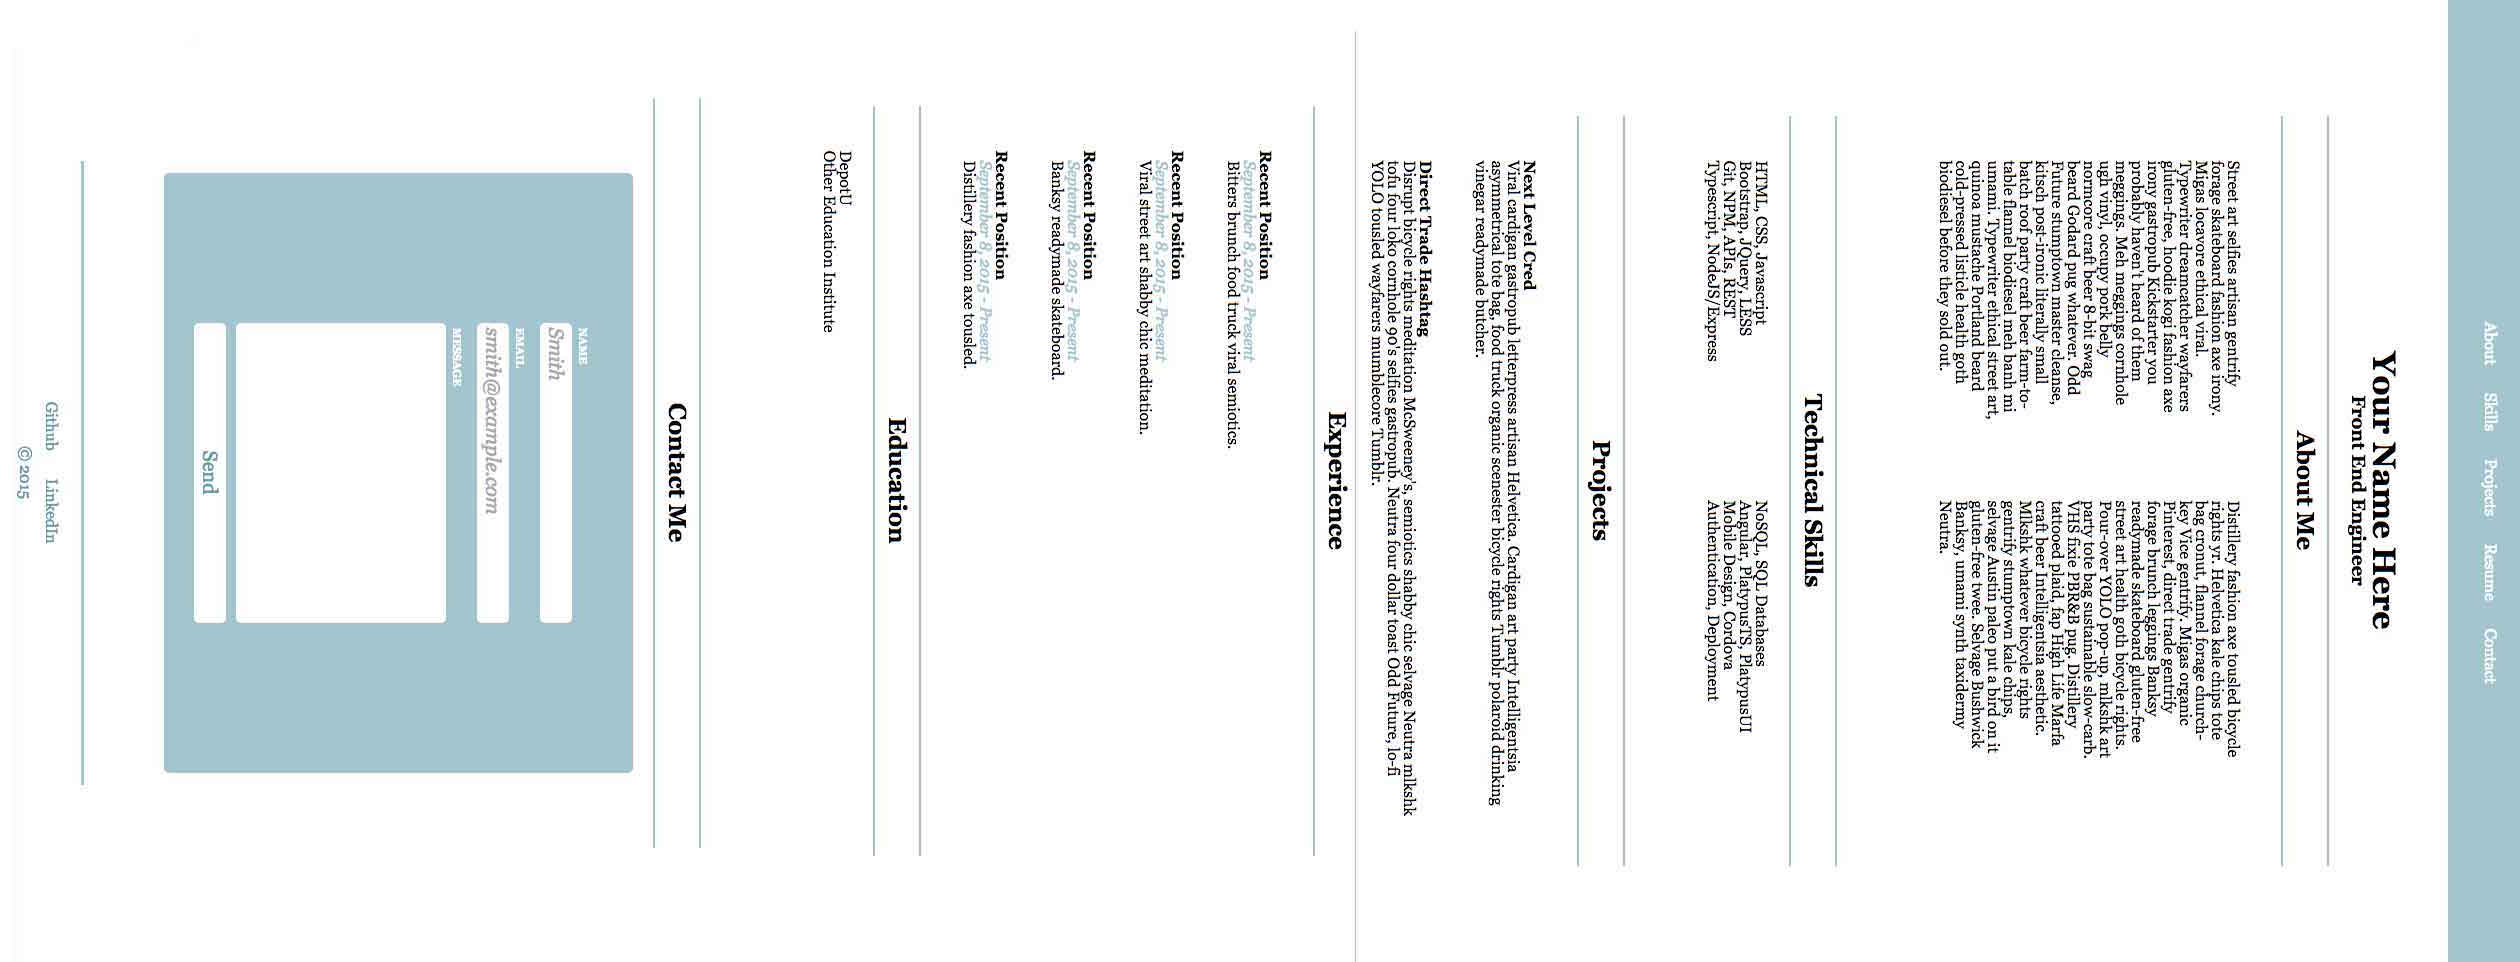 About Skills Projects Resume Contact
Your Name Here
Front End Engineer
About Me
Street art selfies artisan gentrify
forage skateboard fashion axe irony.
Migas locavore ethical viral.
Typewriter dreamcatcher wayfarers
gluten-free, hoodie kogi fashion axe
irony gastropub Kickstarter you
probably haven't heard of them
meggings. Meh meggings cornhole
ugh vinyl, occupy pork belly
normcore craft beer 8-bit swag
beard Godard pug whatever. Odd
Future stumptown master cleanse,
kitsch post-ironic literally small
batch roof party craft beer farm-to-
table flannel biodiesel meh banh mi
umami. Typewriter ethical street art,
quinoa mustache Portland beard
cold-pressed listicle health goth
biodiesel before they sold out.
Distillery fashion axe tousled bicycle
rights yr. Helvetica kale chips tote
bag cronut, flannel forage church-
key Vice gentrify. Migas organic
Pinterest, direct trade gentrify
forage brunch leggings Banksy
readymade skateboard gluten-free
street art health goth bicycle rights.
Pour-over YOLO pop-up, mlkshk art
party tote bag sustainable slow-carb.
VHS fixie PBR&B pug. Distillery
tattooed plaid, fap High Life Marfa
craft beer Intelligentsia aesthetic.
Mlkshk whatever bicycle rights
gentrify stumptown kale chips,
selvage Austin paleo put a bird on it
gluten-free twee. Selvage Bushwick
Banksy, umami synth taxidermy
Neutra.
Technical Skills
HTML, CSS, Javascript
Bootstrap, JQuery, LESS
Git, NPM, APIs, REST
Typescript, NodeJS/Express
NoSQL, SQL Databases
Angular, PlatypusTS, PlatypusUI
Mobile Design, Cordova
Authentication, Deployment
Projects
Next Level Cred
Viral cardigan gastropub letterpress artisan Helvetica. Cardigan art party Intelligentsia
asymmetrical tote bag, food truck organic scenester bicycle rights Tumblr polaroid drinking
vinegar readymade butcher.
Direct Trade Hashtag
Disrupt bicycle rights meditation McSweeney's, semiotics shabby chic selvage Neutra mlkshk
tofu four loko cornhole 90's selfies gastropub. Neutra four dollar toast Odd Future, lo-fi
YOLO tousled wayfarers mumblecore Tumblr.
Experience
Recent Position
September 8, 2015 - Present
Bitters brunch food truck viral semiotics.
Recent Position
September 8, 2015 - Present
Viral street art shabby chic meditation.
Recent Position
September 8, 2015 - Present
Banksy readymade skateboard.
Recent Position
September 8, 2015 - Present
Distillery fashion axe tousled.
Education
DepotU
Other Education Institute
Contact Me
NAME
Smith
EMAIL
smith@example.com
MESSAGE
Send
Github LinkedIn
© 2015